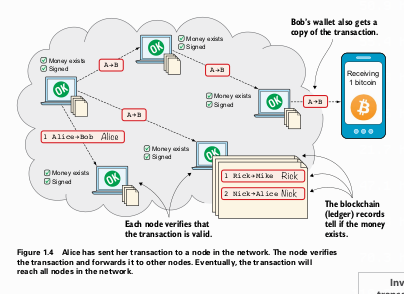 Bob's wallet also gets a
copy of the transaction.
Money exists
Signed
OK
A→B
Money exists
Signed
OK
A→B
Money exists
Signed
OK
A→B
Receiving
1 bitcoin
A→B
1 Alice→Bob Alice
Money exists
Signed
OK
Money exists
Signed
OK
1 Rick→Mike Rick
2 Nick→Alice Nick
Each node verifies that
the transaction is valid.
The blockchain
(ledger) records
tell if the money
exists.
Figure 1.4 Alice has sent her transaction to a node in the network. The node verifies
the transaction and forwards it to other nodes. Eventually, the transaction will
reach all nodes in the network.
Inv